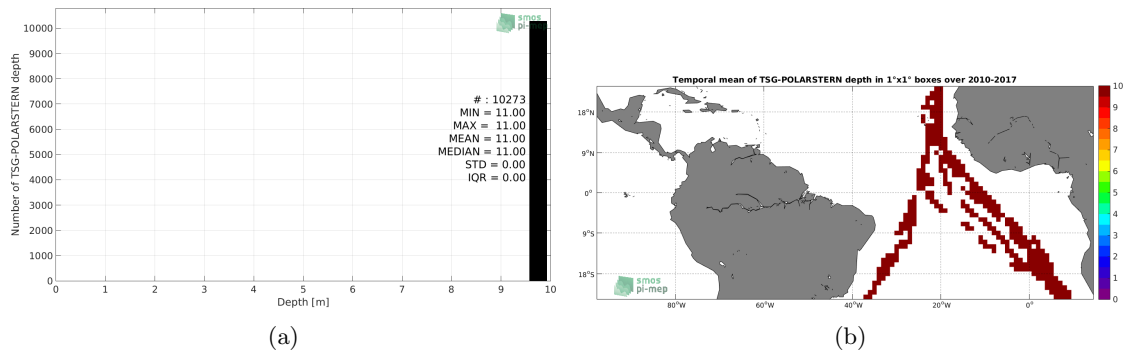 smos
pi-mep
10000
9000
8000
7000
6000
5000
4000
3000
2000
1000
0
Number of TSG-POLARSTERN depth
# : 10273
MIN = 11.00
MAX = 11.00
MEAN = 11.00
MEDIAN = 11.00
STD = 0.00
IQR = 0.00
0 1 2 3 4 5 6 7 8 9 10
Depth [m]
(a)
Temporal mean of TSG-POLARSTERN depth in 1°x1° boxes over 2010-2017
18°N
9°N
0°
9°S
18°S
80°W 60°W 40°W 20°W 0°
smos
pi-mep
10
9
8
7
6
5
4
3
2
1
0
(b)